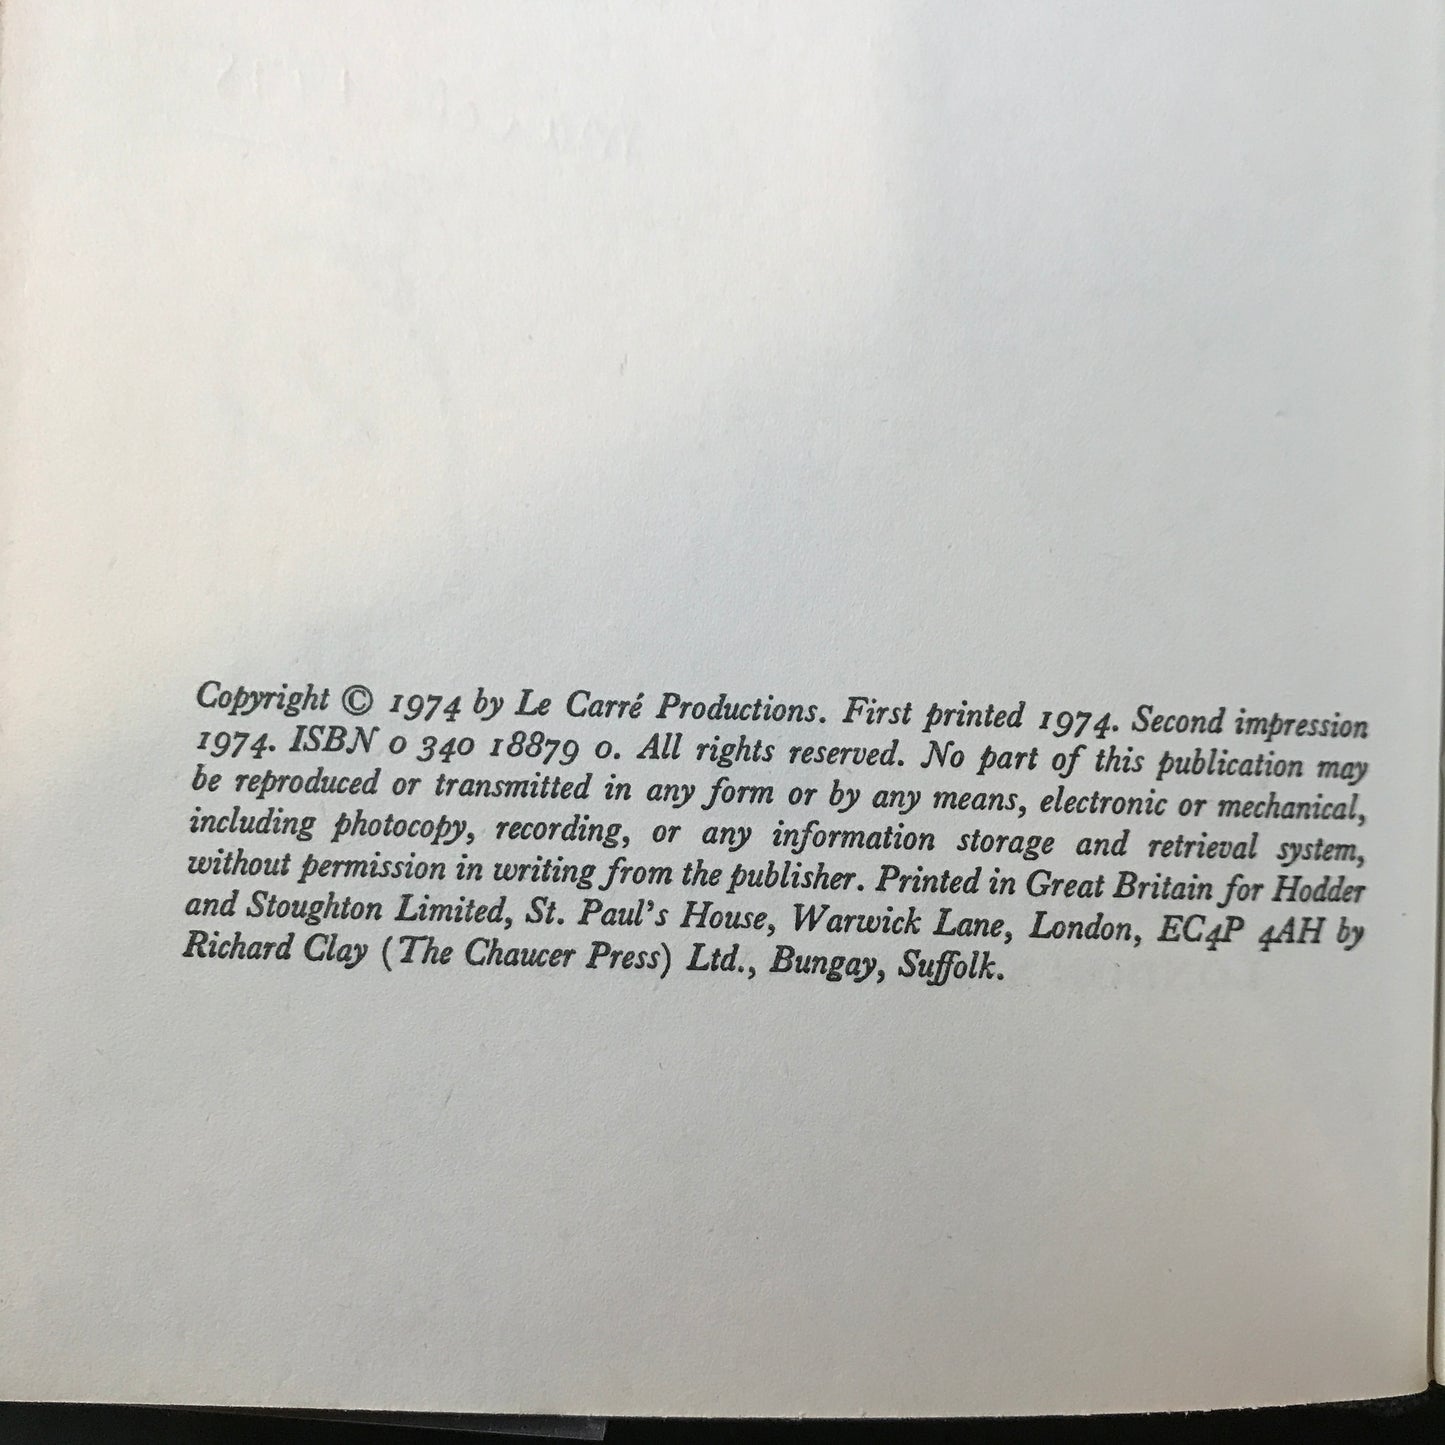 Copyright © 1974 by Le Carré Productions. First printed 1974. Second impression
1974. ISBN 0 340 18879 0. All rights reserved. No part of this publication may
be reproduced or transmitted in any form or by any means, electronic or mechanical,
including photocopy, recording, or any information storage and retrieval system,
without permission in writing from the publisher. Printed in Great Britain for Hodder
and Stoughton Limited, St. Paul's House, Warwick Lane, London, EC4P 4AH by
Richard Clay (The Chaucer Press) Ltd., Bungay, Suffolk.